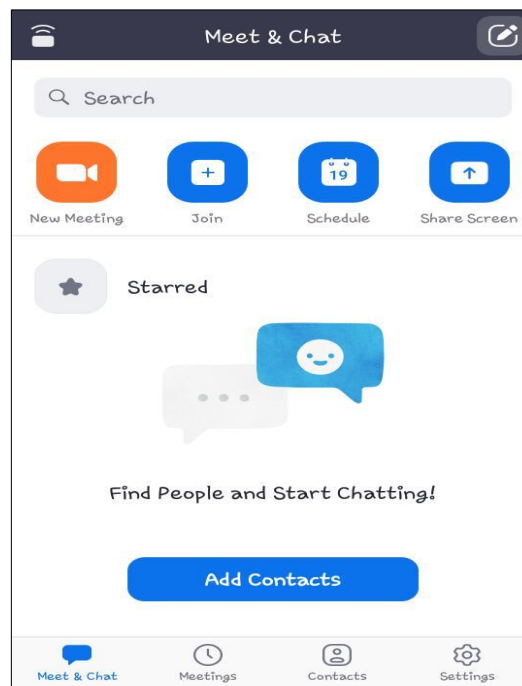 Meet & Chat
Search
19
New Meeting Join Schedule Share Screen
Starred
Find People and Start Chatting!
Add Contacts
Meet & Chat Meetings Contacts Settings